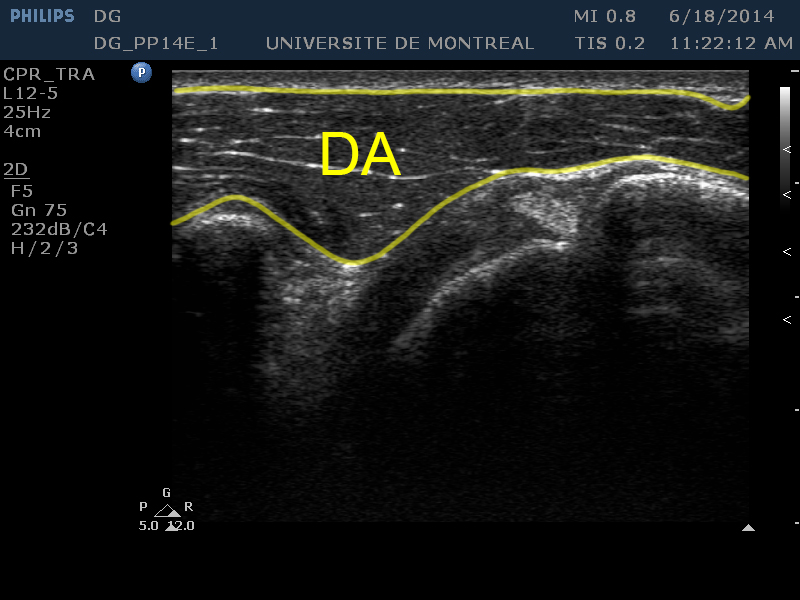 PHILIPS DG MI 0.8 6/18/2014
DG_PP14E_1 UNIVERSITE DE MONTREAL TIS 0.2 11:22:12 AM
CPR_TRA
P
L12-5
25Hz
4cm
2D
F5
Gn 75
232dB/C4
H/2/3
DA
G
P R
5.0 12.0